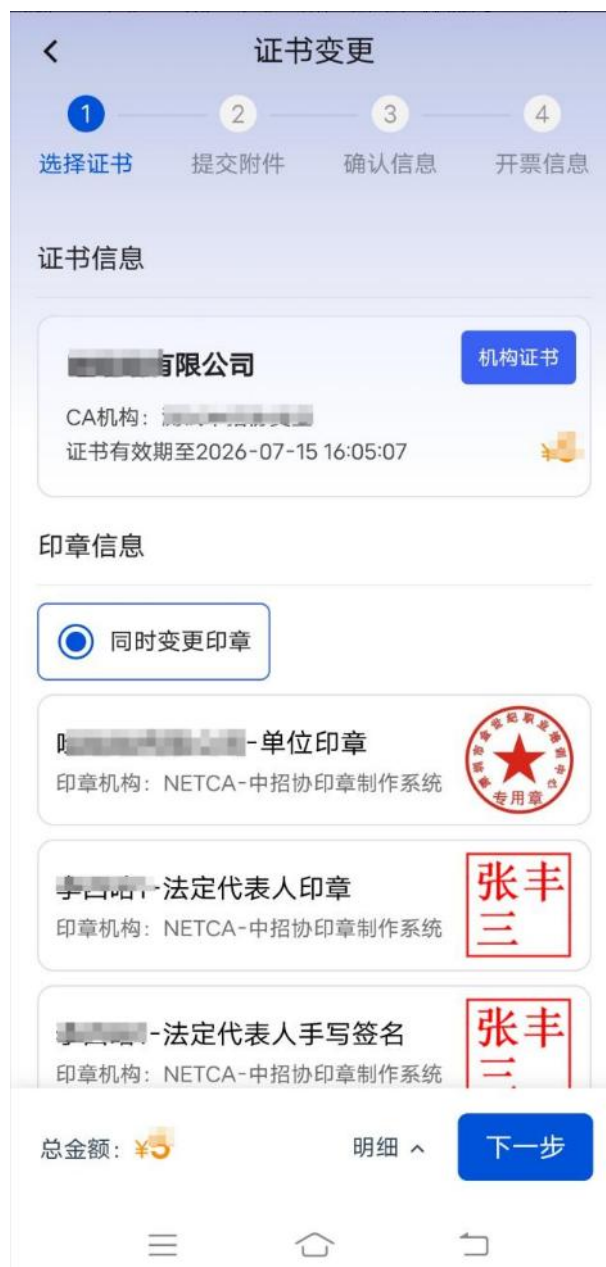 证书变更
1 2 3 4
选择证书 提交附件 确认信息 开票信息
证书信息
有限公司
机构证书
CA机构:
证书有效期至2026-07-15 16:05:07
¥
印章信息
同时变更印章
-单位印章
印章机构: NETCA-中招协印章制作系统
专用章
-法定代表人印章
印章机构: NETCA-中招协印章制作系统
张丰
三
-法定代表人手写签名
印章机构: NETCA-中招协印章制作系统
张丰
三
总金额: ¥
明细
下一步